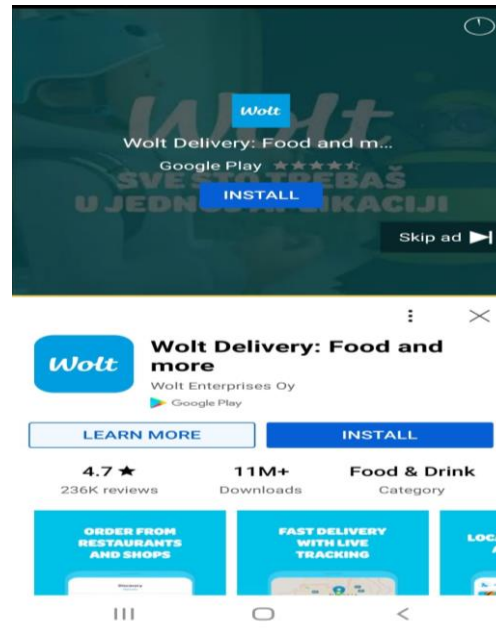 Wolt
Wolt
Wolt Delivery: Food and m...
Google Play
SVE ŠTO TREBAŠ
U JEDNOJ APLIKACIJI
INSTALL
Skip ad
Wolt
Wolt Delivery: Food and
more
Wolt Enterprises Oy
Google Play
LEARN MORE
INSTALL
4.7 ★
11M+
Food & Drink
236K reviews
Downloads
Category
ORDER FROM
RESTAURANTS
AND SHOPS
FAST DELIVERY
WITH LIVE
TRACKING